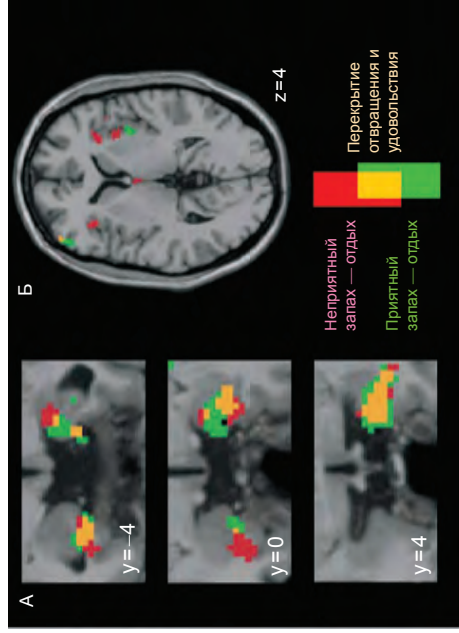 А
y=–4
y=0
y=4
Б
z=4
Неприятный
запах — отдых
Приятный
запах — отдых
Перекрытие
отвращения и
удовольствия